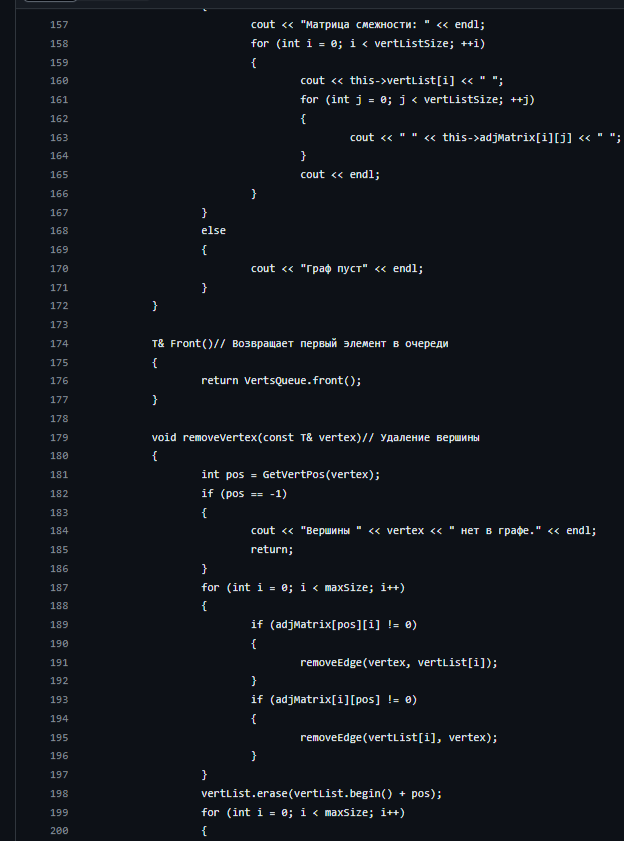 {
157 cout << "Матрица смежности: " << endl;
158 for (int i = 0; i < vertListSize; ++i)
159 {
160 cout << this->vertList[i] << " ";
161 for (int j = 0; j < vertListSize; ++j)
162 {
163 cout << " " << this->adjMatrix[i][j] << " ";
164 }
165 cout << endl;
166 }
167 }
168 else
169 {
170 cout << "Граф пуст" << endl;
171 }
172 }
173
174 T& Front()// Возвращает первый элемент в очереди
175 {
176 return VertsQueue.front();
177 }
178
179 void removeVertex(const T& vertex)// Удаление вершины
180 {
181 int pos = GetVertPos(vertex);
182 if (pos == -1)
183 {
184 cout << "Вершины " << vertex << " нет в графе." << endl;
185 return;
186 }
187 for (int i = 0; i < maxSize; i++)
188 {
189 if (adjMatrix[pos][i] != 0)
190 {
191 removeEdge(vertex, vertList[i]);
192 }
193 if (adjMatrix[i][pos] != 0)
194 {
195 removeEdge(vertList[i], vertex);
196 }
197 }
198 vertList.erase(vertList.begin() + pos);
199 for (int i = 0; i < maxSize; i++)
200 {